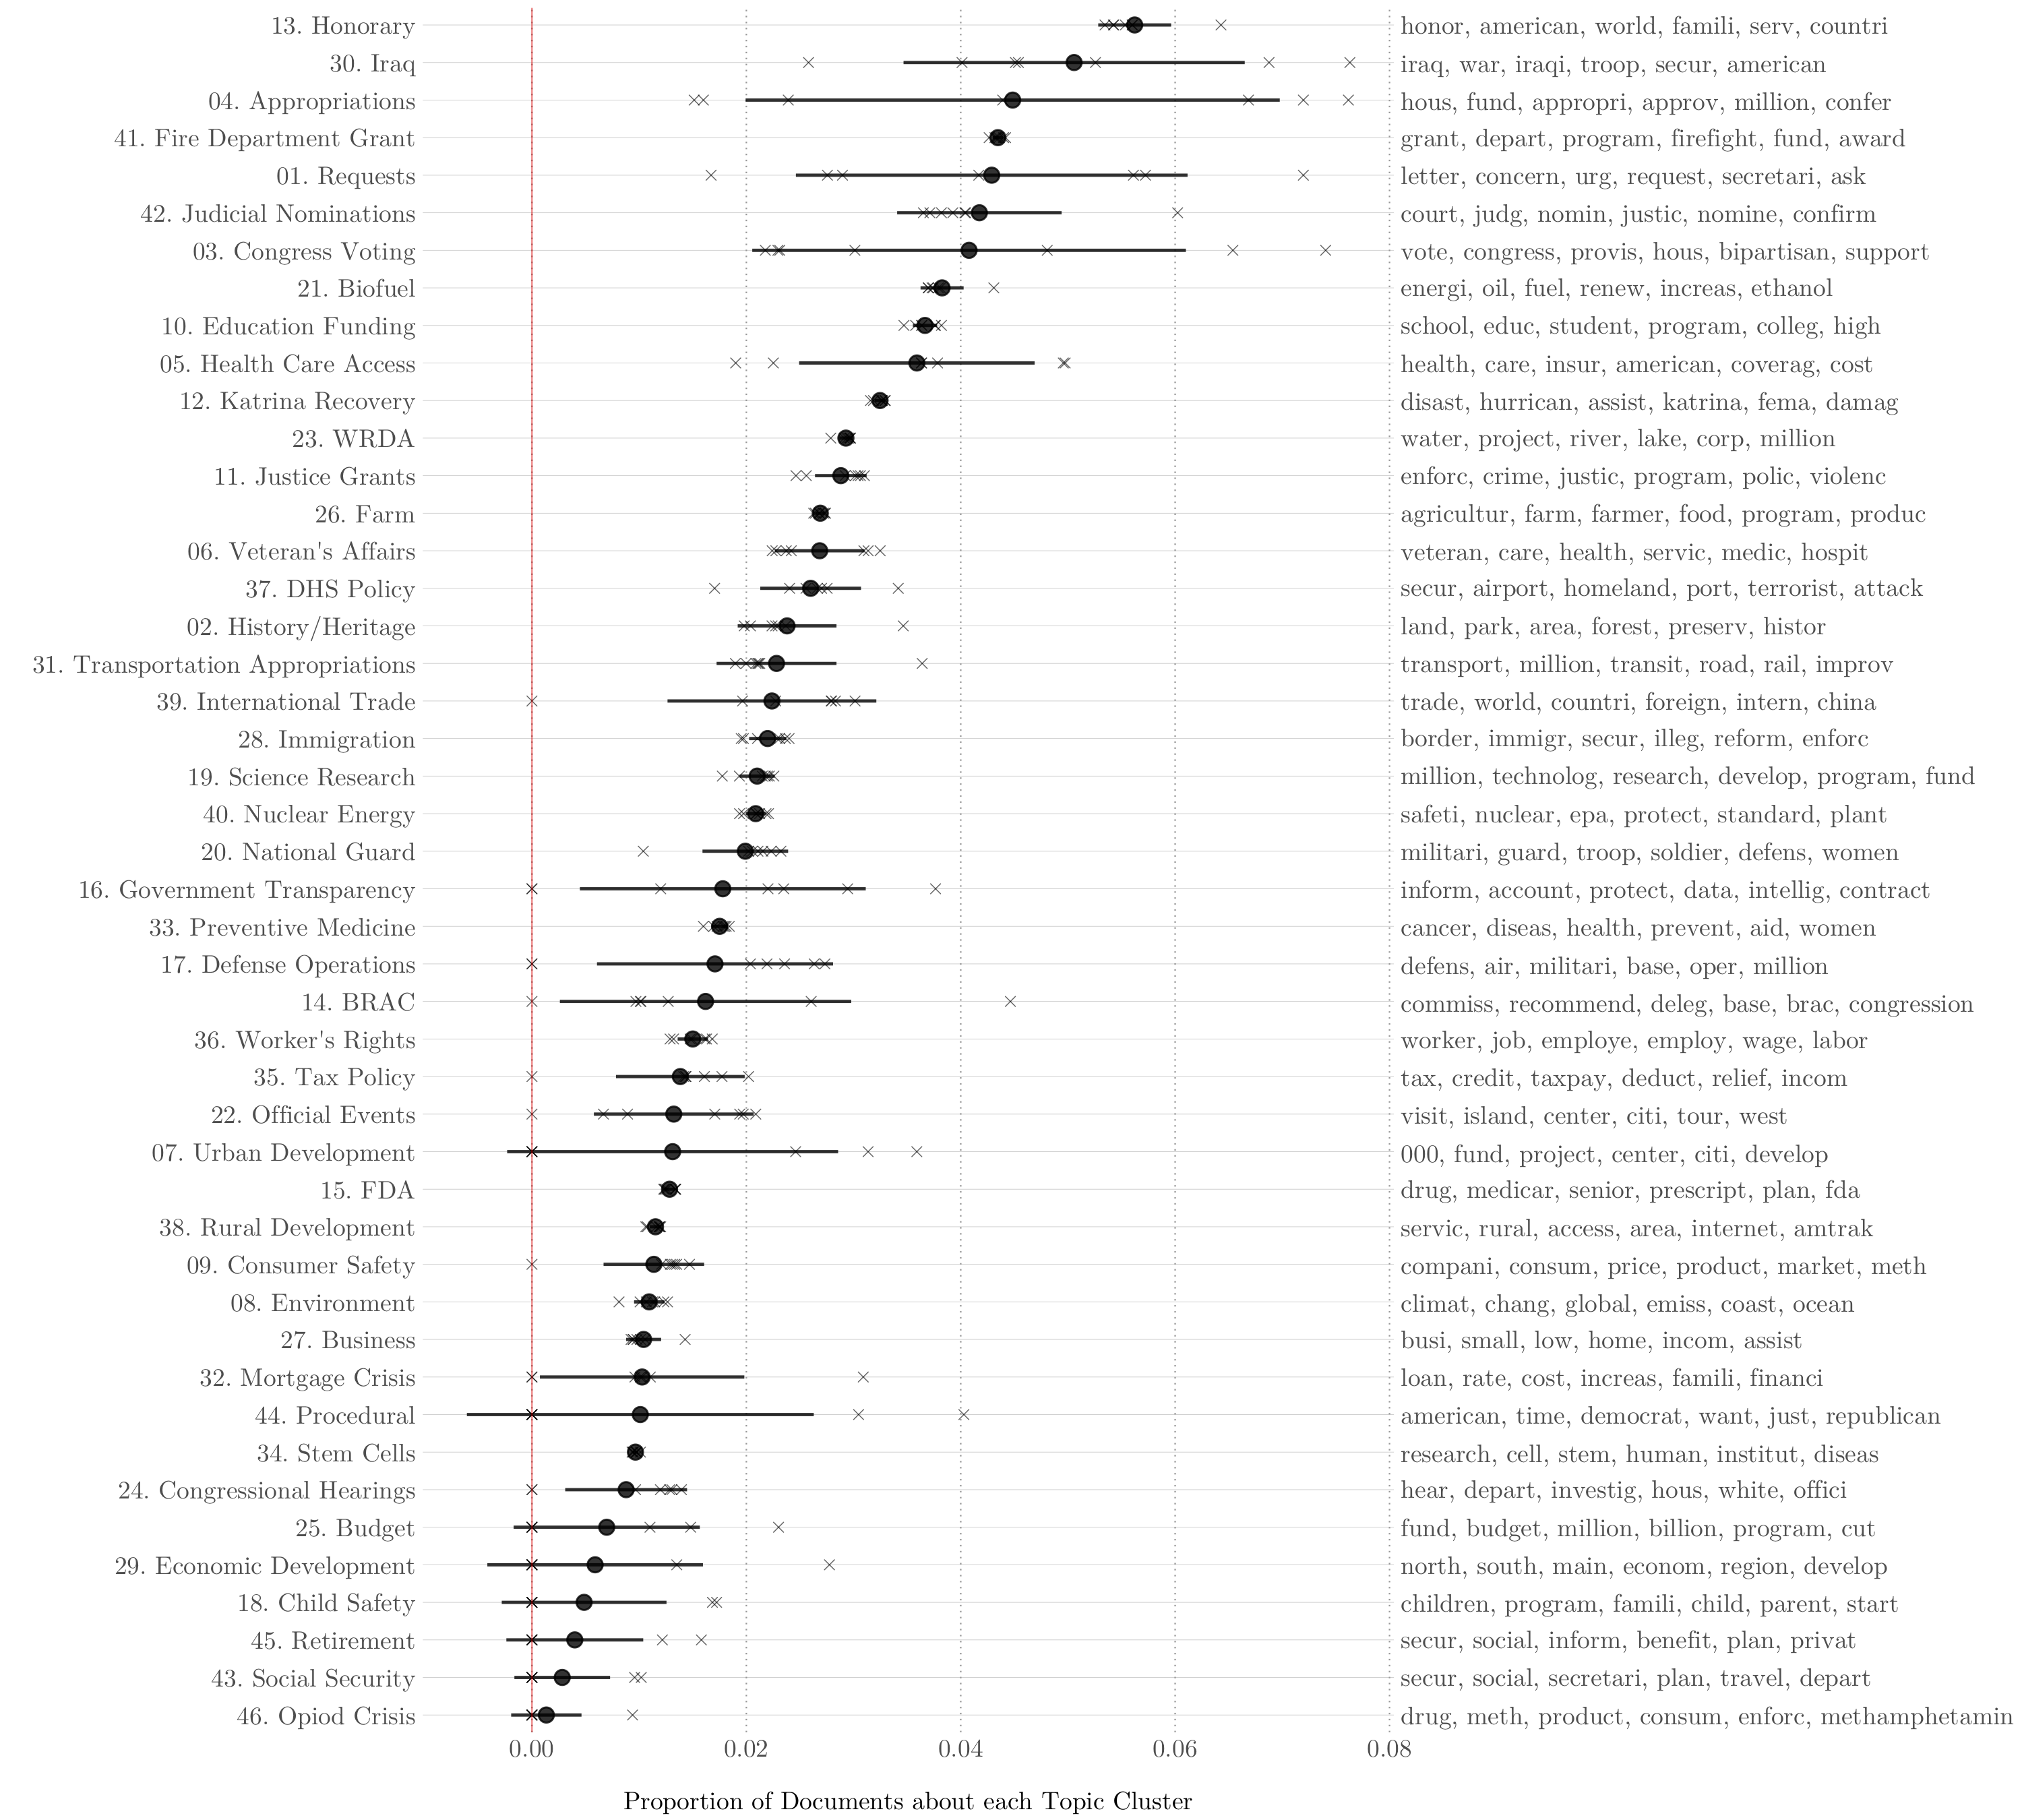 13. Honorary honor, american, world, famili, serv, countri
30. Iraq iraq, war, iraqi, troop, secur, american
04. Appropriations hous, fund, appropri, approv, million, confer
41. Fire Department Grant grant, depart, program, firefight, fund, award
01. Requests letter, concern, urg, request, secretari, ask
42. Judicial Nominations court, judg, nomin, justic, nomine, confirm
03. Congress Voting vote, congress, provis, hous, bipartisan, support
21. Biofuel energi, oil, fuel, renew, increas, ethanol
10. Education Funding school, educ, student, program, colleg, high
05. Health Care Access health, care, insur, american, coverag, cost
12. Katrina Recovery disast, hurrican, assist, katrina, fema, damag
23. WRDA water, project, river, lake, corp, million
11. Justice Grants enforc, crime, justic, program, polic, violenc
26. Farm agricultur, farm, farmer, food, program, produc
06. Veteran's Affairs veteran, care, health, servic, medic, hospit
37. DHS Policy secur, airport, homeland, port, terrorist, attack
02. History/Heritage land, park, area, forest, preserv, histor
31. Transportation Appropriations transport, million, transit, road, rail, improv
39. International Trade trade, world, countri, foreign, intern, china
28. Immigration border, immigr, secur, illeg, reform, enforc
19. Science Research million, technolog, research, develop, program, fund
40. Nuclear Energy safeti, nuclear, epa, protect, standard, plant
20. National Guard militari, guard, troop, soldier, defens, women
16. Government Transparency inform, account, protect, data, intellig, contract
33. Preventive Medicine cancer, diseas, health, prevent, aid, women
17. Defense Operations defens, air, militari, base, oper, million
14. BRAC commiss, recommend, deleg, base, brac, congression
36. Worker's Rights worker, job, employe, employ, wage, labor
35. Tax Policy tax, credit, taxpay, deduct, relief, incom
22. Official Events visit, island, center, citi, tour, west
07. Urban Development 000, fund, project, center, citi, develop
15. FDA drug, medicar, senior, prescript, plan, fda
38. Rural Development servic, rural, access, area, internet, amtrak
09. Consumer Safety compani, consum, price, product, market, meth
08. Environment climat, chang, global, emiss, coast, ocean
27. Business busi, small, low, home, incom, assist
32. Mortgage Crisis loan, rate, cost, increas, famili, financi
44. Procedural american, time, democrat, want, just, republican
34. Stem Cells research, cell, stem, human, institut, diseas
24. Congressional Hearings hear, depart, investig, hous, white, offici
25. Budget fund, budget, million, billion, program, cut
29. Economic Development north, south, main, econom, region, develop
18. Child Safety children, program, famili, child, parent, start
45. Retirement secur, social, inform, benefit, plan, privat
43. Social Security secur, social, secretari, plan, travel, depart
46. Opiod Crisis drug, meth, product, consum, enforc, methamphetamin
0.00 0.02 0.04 0.06 0.08
Proportion of Documents about each Topic Cluster